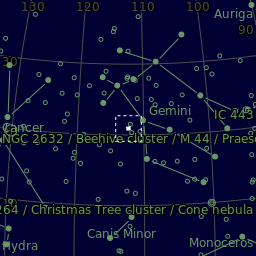 130 120 110 100
Auriga
90
30
Gemini
IC 443
Cancer
NGC 2632 / Beehive cluster / M 44 / Praese
264 / Christmas Tree cluster / Cone nebula
Canis Minor
Monoceros
Hydra